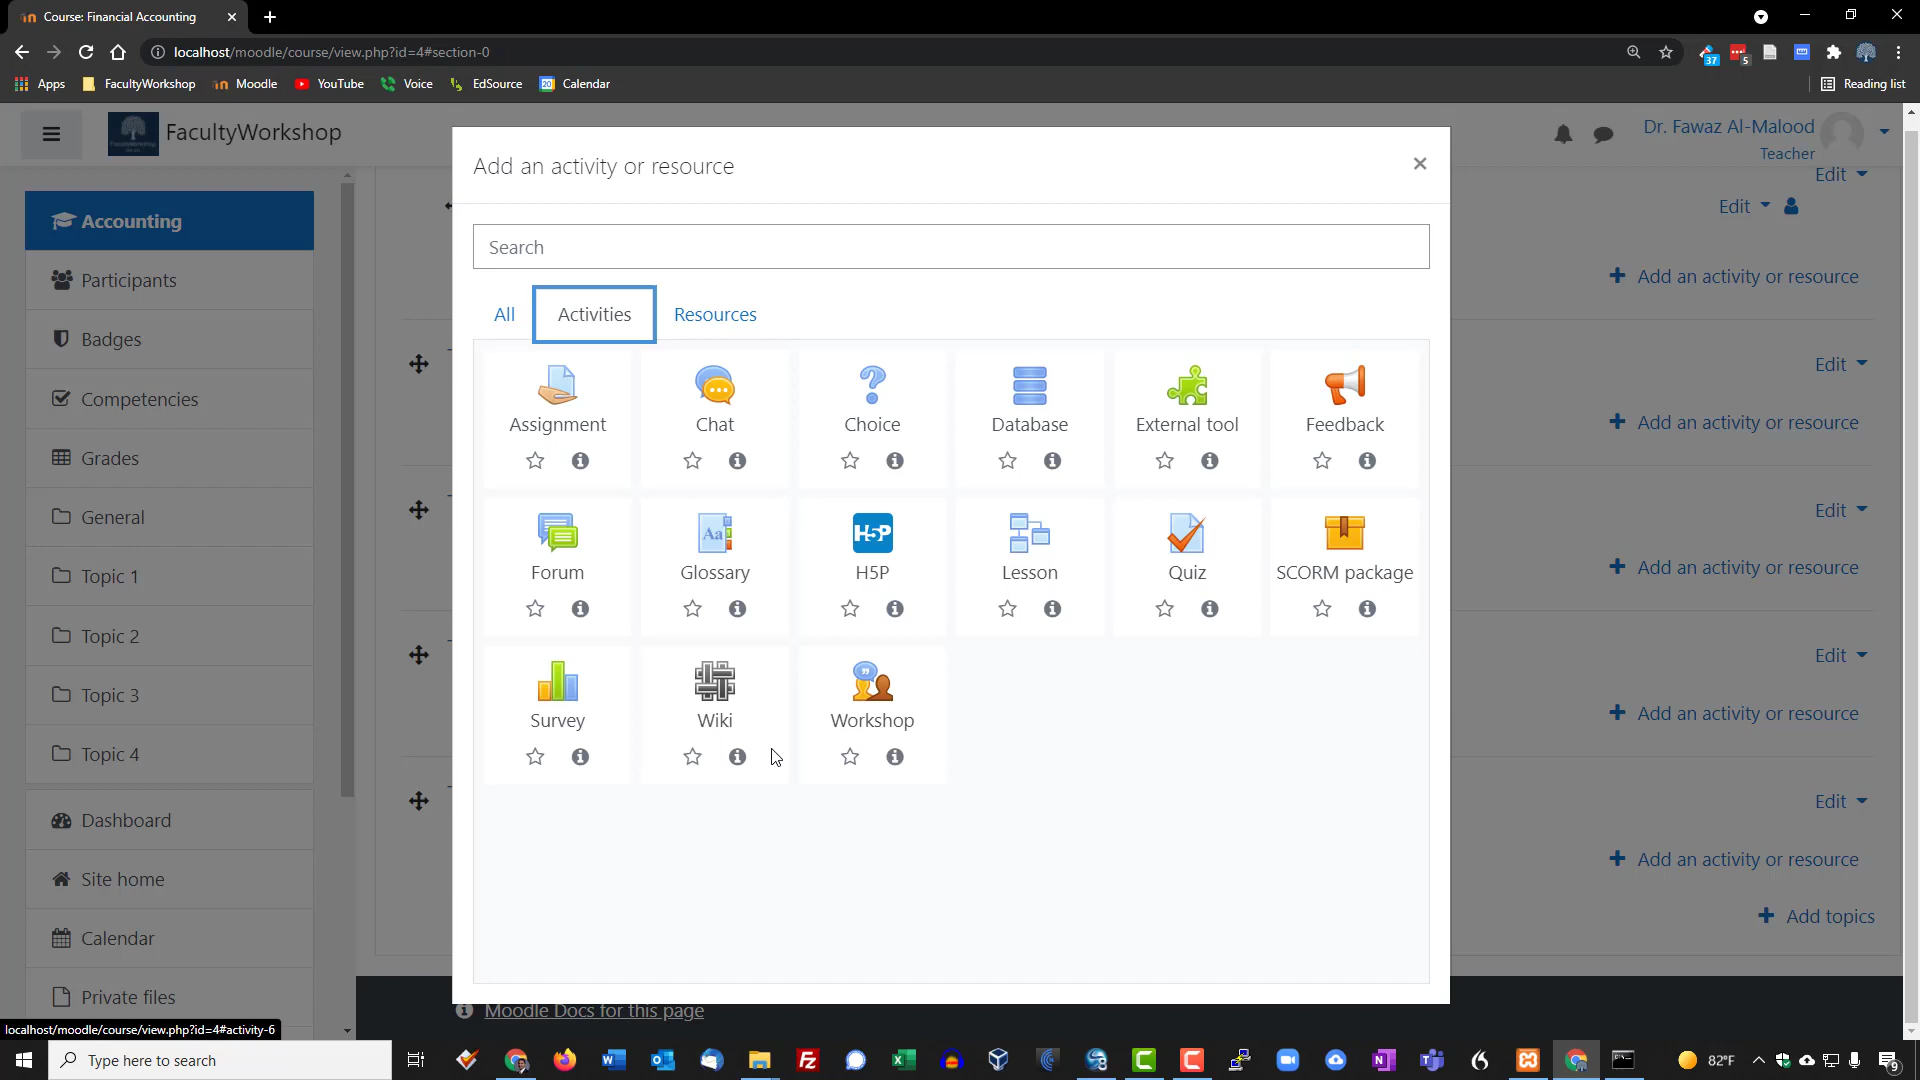 Course: Financial Accounting
localhost/moodle/course/view.php?id=4#section-0
37
5
Apps
FacultyWorkshop
Moodle
YouTube
Voice
EdSource
20
Calendar
Reading list
FacultyWorkshop
Dr. Fawaz Al-Malood
Teacher
Accounting
Participants
Badges
Competencies
Grades
General
Topic 1
Topic 2
Topic 3
Topic 4
Dashboard
Site home
Calendar
Private files
Add an activity or resource
Search
All
Activities
Resources
Assignment
Chat
Choice
Database
External tool
Feedback
Forum
Glossary
H5P
Lesson
Quiz
SCORM package
Survey
Wiki
Workshop
Edit
Edit
Add an activity or resource
Edit
Add an activity or resource
Edit
Add an activity or resource
Edit
Add an activity or resource
Edit
Add an activity or resource
Add topics
Moodle Docs for this page
localhost/moodle/course/view.php?id=4#activity-6
Type here to search
82°F
9